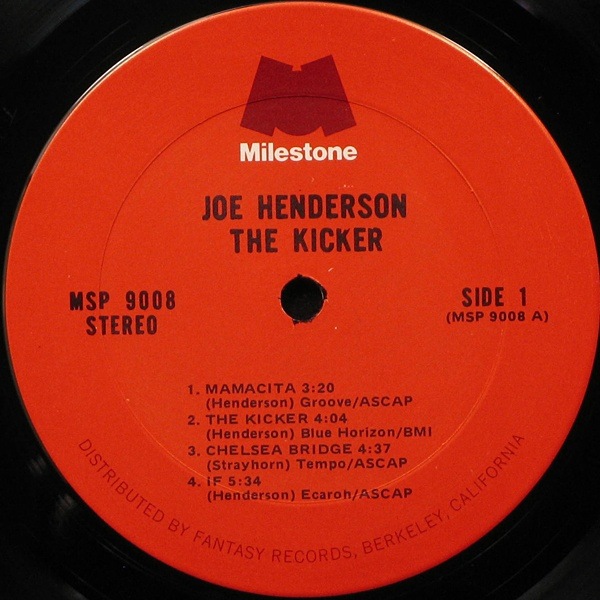 Milestone
JOE HENDERSON
THE KICKER
MSP 9008
STEREO
SIDE 1
(MSP 9008 A)
1. MAMACITA 3:20
(Henderson) Groove/ASCAP
2. THE KICKER 4:04
(Henderson) Blue Horizon/BMI
3. CHELSEA BRIDGE 4:37
(Strayhorn) Tempo/ASCAP
4. IF 5:34
(Henderson) Ecaroh/ASCAP
DISTRIBUTED BY FANTASY RECORDS, BERKELEY, CALIFORNIA